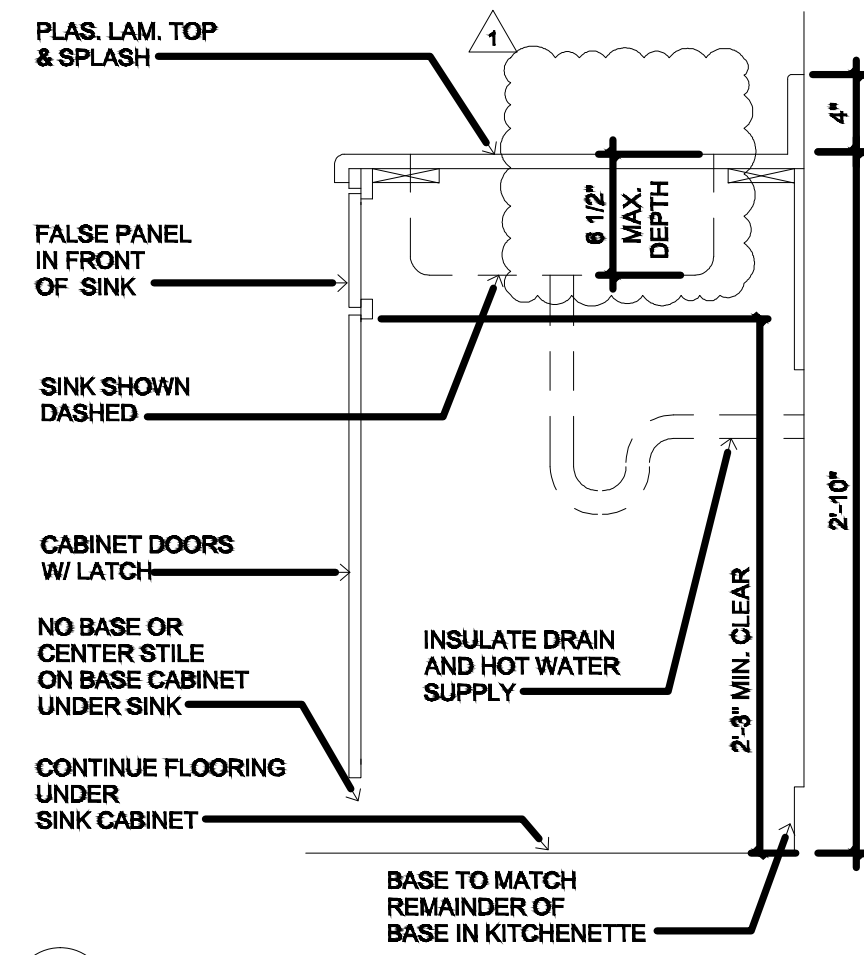 PLAS. LAM. TOP
& SPLASH
1
4"
6 1/2"
MAX.
DEPTH
FALSE PANEL
IN FRONT
OF SINK
SINK SHOWN
DASHED
2'-10"
CABINET DOORS
W/ LATCH
NO BASE OR
CENTER STILE
ON BASE CABINET
UNDER SINK
INSULATE DRAIN
AND HOT WATER
SUPPLY
2'-3" MIN. CLEAR
CONTINUE FLOORING
UNDER
SINK CABINET
BASE TO MATCH
REMAINDER OF
BASE IN KITCHENETTE